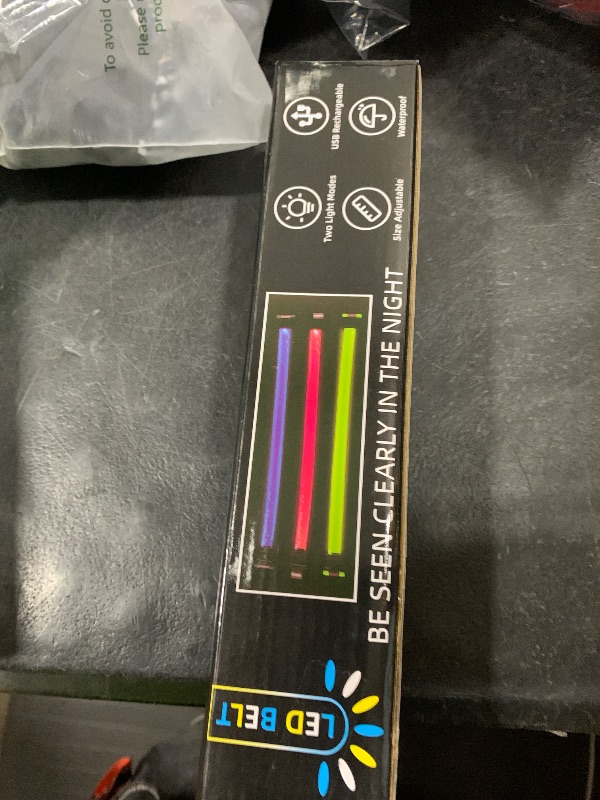 To avoid
Please
pro
USB Rechargeable
Waterproof
Two Light Modes
Size Adjustable
BE SEEN CLEARLY IN THE NIGHT
LED BELT